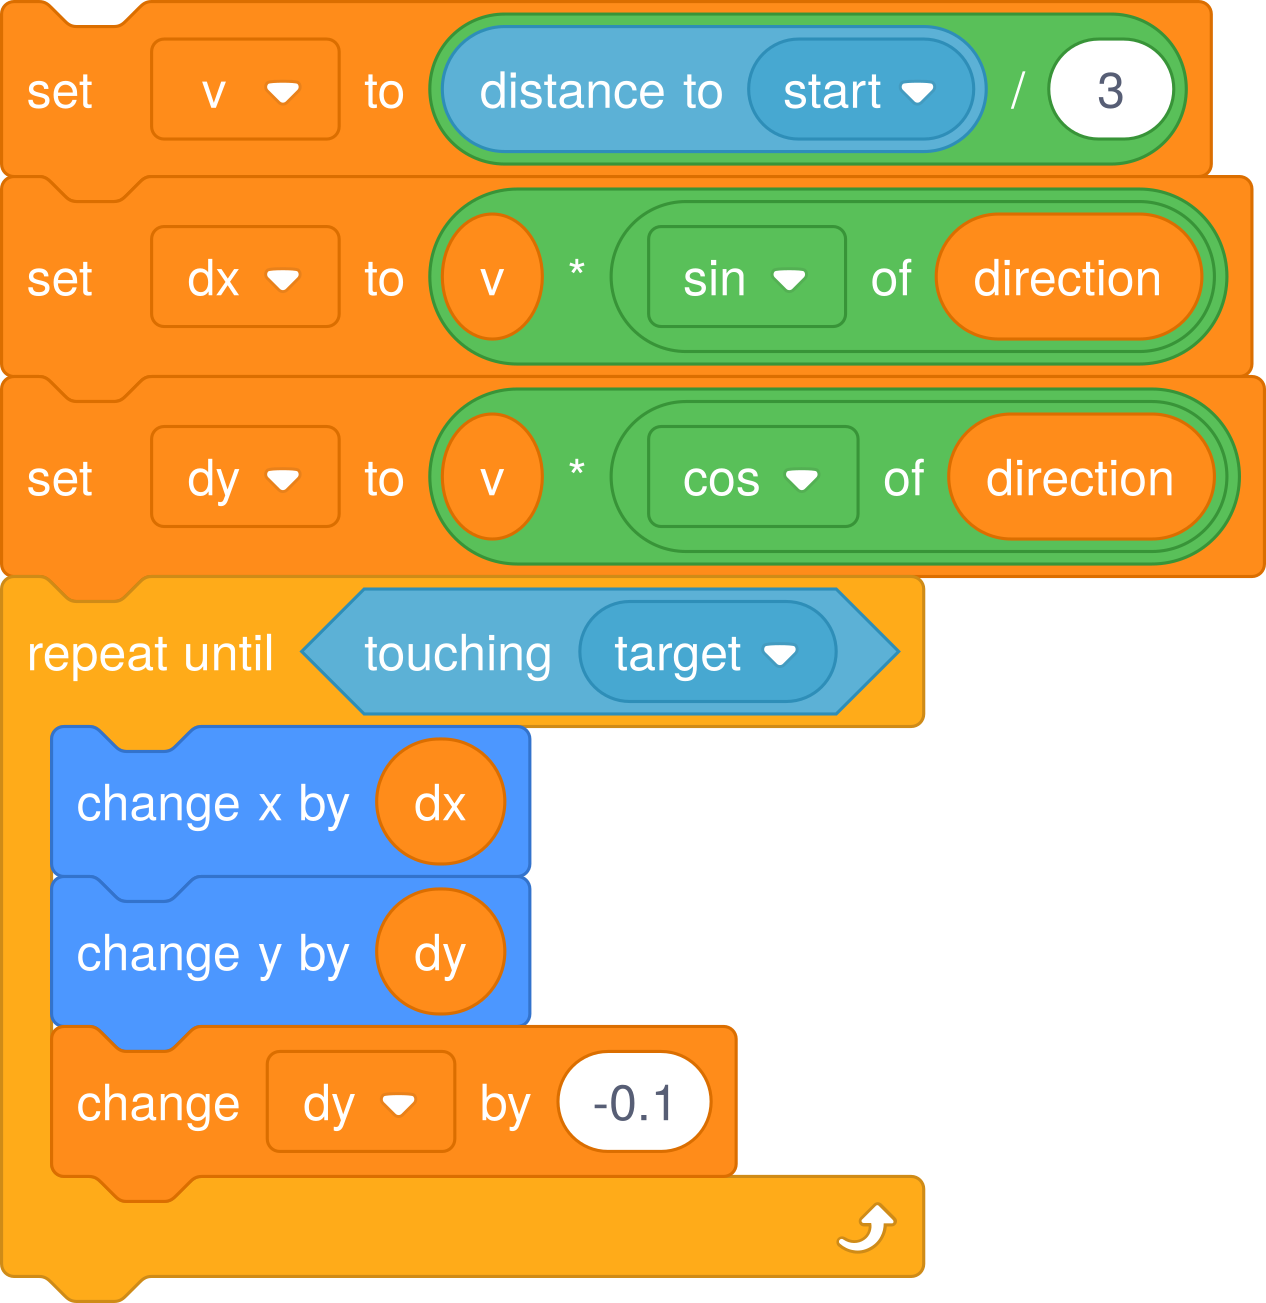 set v to distance to start / 3
set dx to v * sin of direction
set dy to v * cos of direction
repeat until touching target
change x by dx
change y by dy
change dy by -0.1